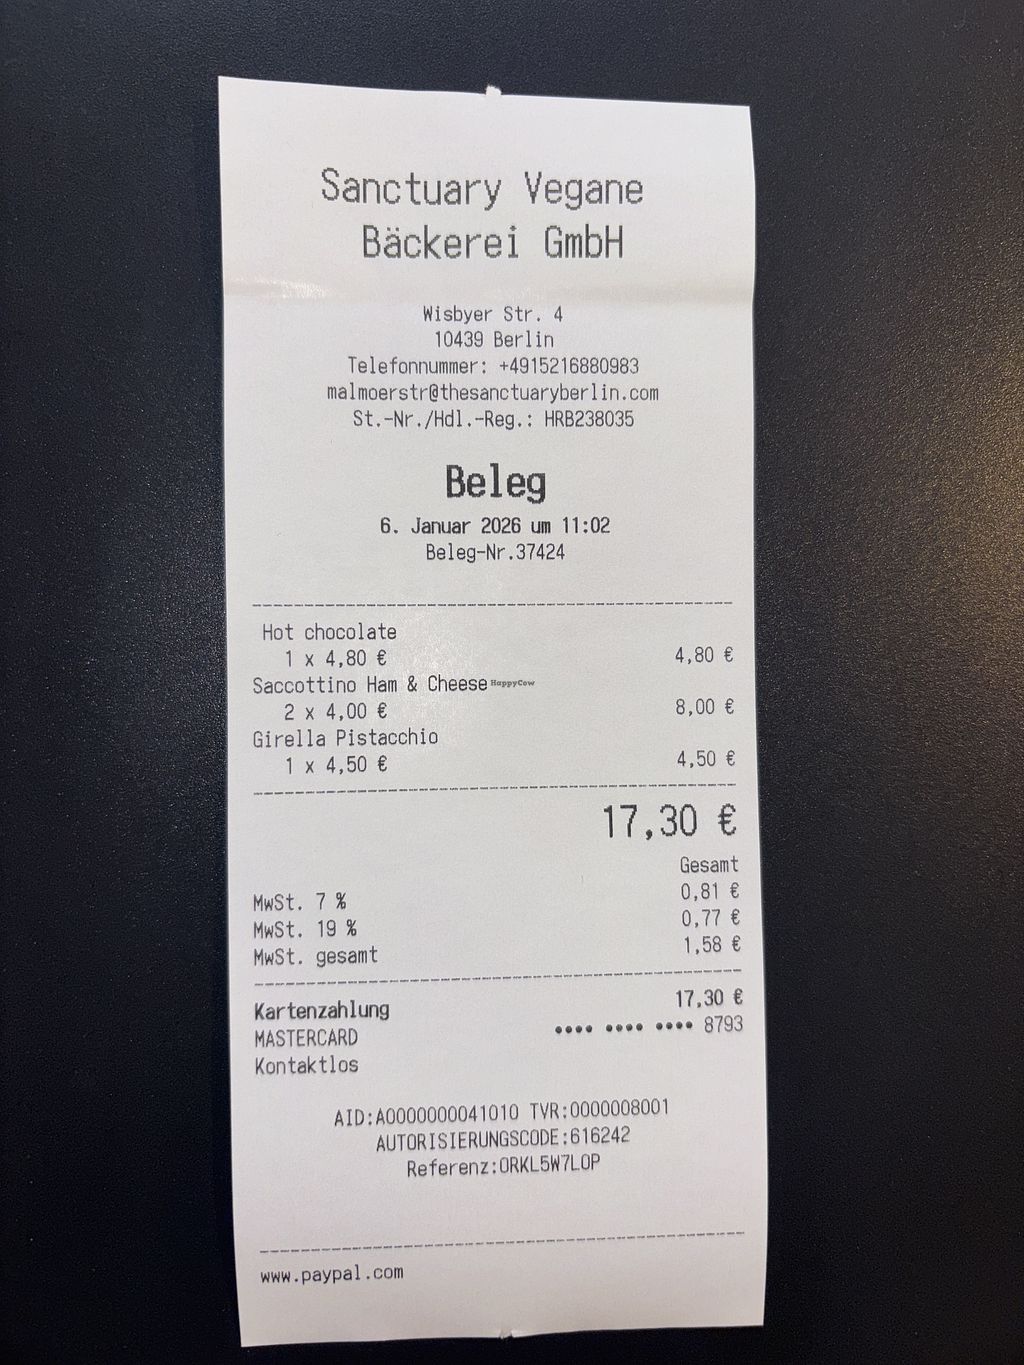 Sanctuary Vegane
Bäckerei GmbH
Wisbyer Str. 4
10439 Berlin
Telefonnummer: +4915216880983
malmoerstr@thesanctuaryberlin.com
St.-Nr./Hdl.-Reg.: HRB238035
Beleg
6. Januar 2026 um 11:02
Beleg-Nr.37424
Hot chocolate
1 x 4,80 € 4,80 €
Saccottino Ham & Cheese HappyCow
2 x 4,00 € 8,00 €
Girella Pistacchio
1 x 4,50 € 4,50 €
17,30 €
Gesamt
MwSt. 7 % 0,81 €
MwSt. 19 % 0,77 €
MwSt. gesamt 1,58 €
Kartenzahlung 17,30 €
MASTERCARD •••• •••• •••• 8793
Kontaktlos
AID:A0000000041010 TVR:0000008001
AUTORISIERUNGSCODE:616242
Referenz:0RKL5W7LOP
www.paypal.com